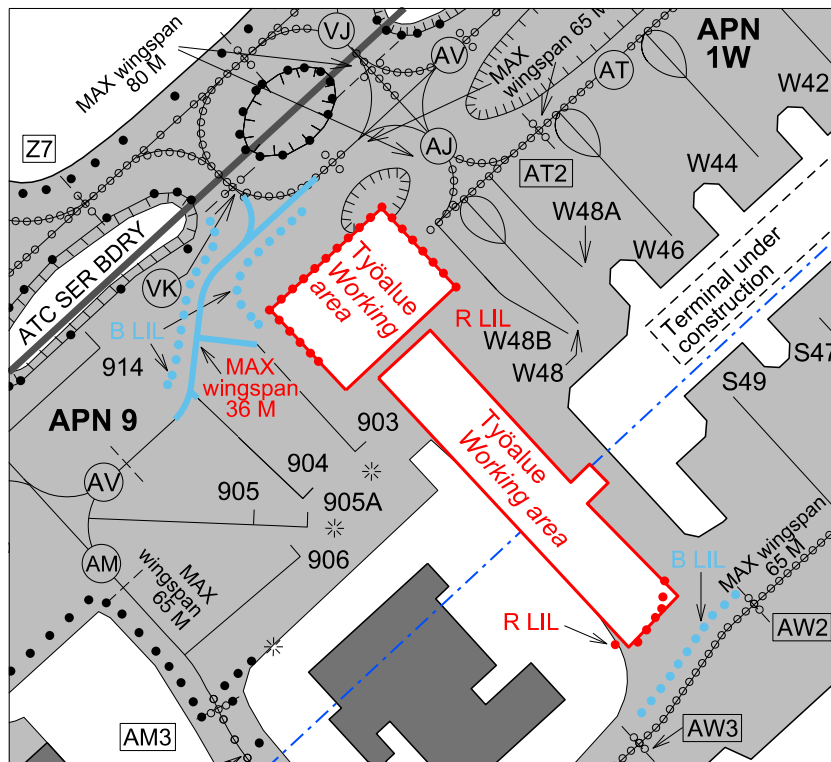 VJ
MAX wingspan
80 M
AV
MAX
wingspan 65 M
AT
APN
1W
W42
Z7
AJ
AT2
W44
W48A
W46
ATC SER BDRY
VK
Työalue
Working
area
Terminal under
construction
B LIL
R LIL
W48B
W48
914
MAX
wingspan
36 M
S47
S49
APN 9
903
Työalue
Working area
904
AV
905
905A
906
AM
MAX
wingspan
65 M
B LIL
MAX wingspan
65 M
R LIL
AW2
AM3
AW3